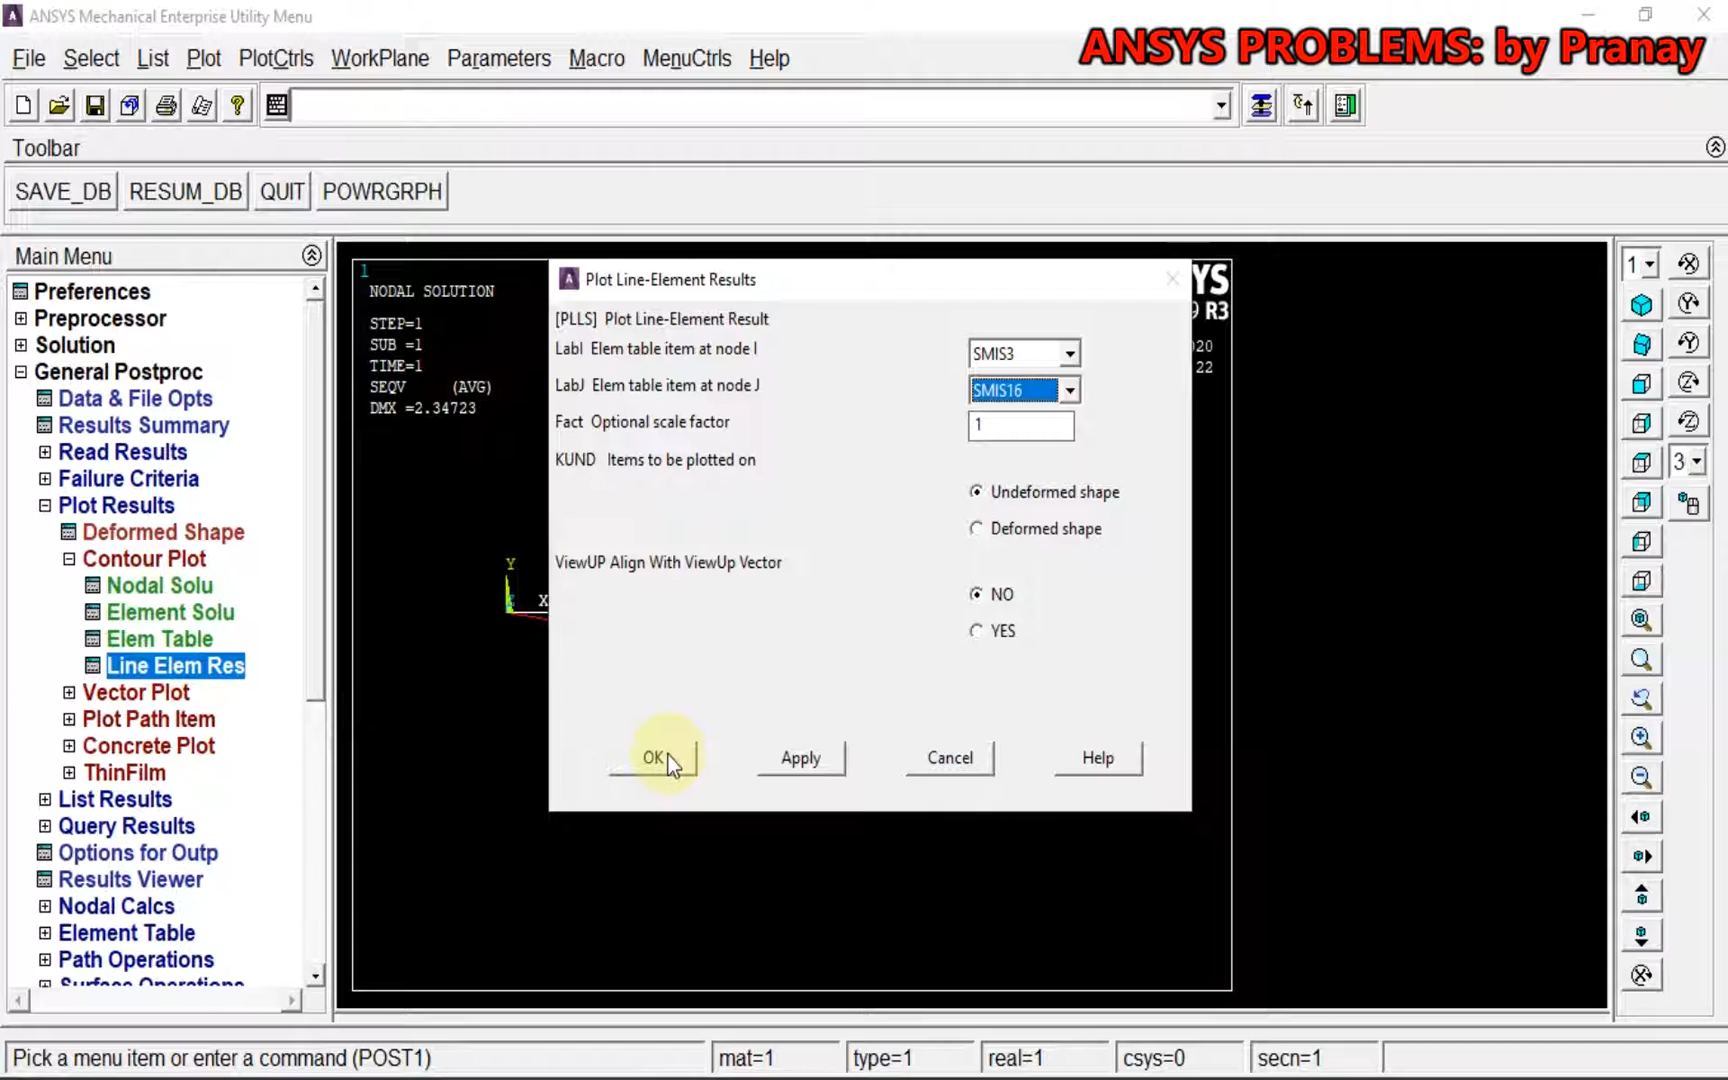 ANSYS Mechanical Enterprise Utility Menu
ANSYS PROBLEMS: by Pranay
File Select List Plot PlotCtrls WorkPlane Parameters Macro MenuCtrls Help
Toolbar
SAVE_DB RESUM_DB QUIT POWRGRPH
Main Menu
Preferences
Preprocessor
Solution
General Postproc
Data & File Opts
Results Summary
Read Results
Failure Criteria
Plot Results
Deformed Shape
Contour Plot
Nodal Solu
Element Solu
Elem Table
Line Elem Res
Vector Plot
Plot Path Item
Concrete Plot
ThinFilm
List Results
Query Results
Options for Outp
Results Viewer
Nodal Calcs
Element Table
Path Operations
1
NODAL SOLUTION
STEP=1
SUB =1
TIME=1
SEQV (AVG)
DMX =2.34723
Y
X
YS
R3
20
22
Plot Line-Element Results
[PLLS] Plot Line-Element Result
LabI Elem table item at node I SMIS3
LabJ Elem table item at node J SMIS16
Fact Optional scale factor 1
KUND Items to be plotted on
Undeformed shape
Deformed shape
ViewUP Align With ViewUp Vector
NO
YES
OK Apply Cancel Help
1
3
Pick a menu item or enter a command (POST1) mat=1 type=1 real=1 csys=0 secn=1